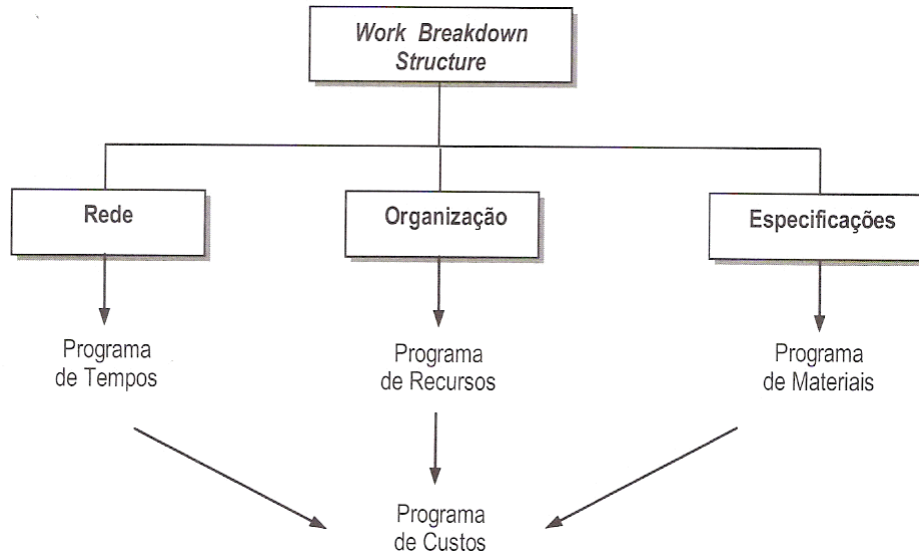 Work Breakdown
Structure
Rede
Organização
Especificações
Programa
de Tempos
Programa
de Recursos
Programa
de Materiais
Programa
de Custos